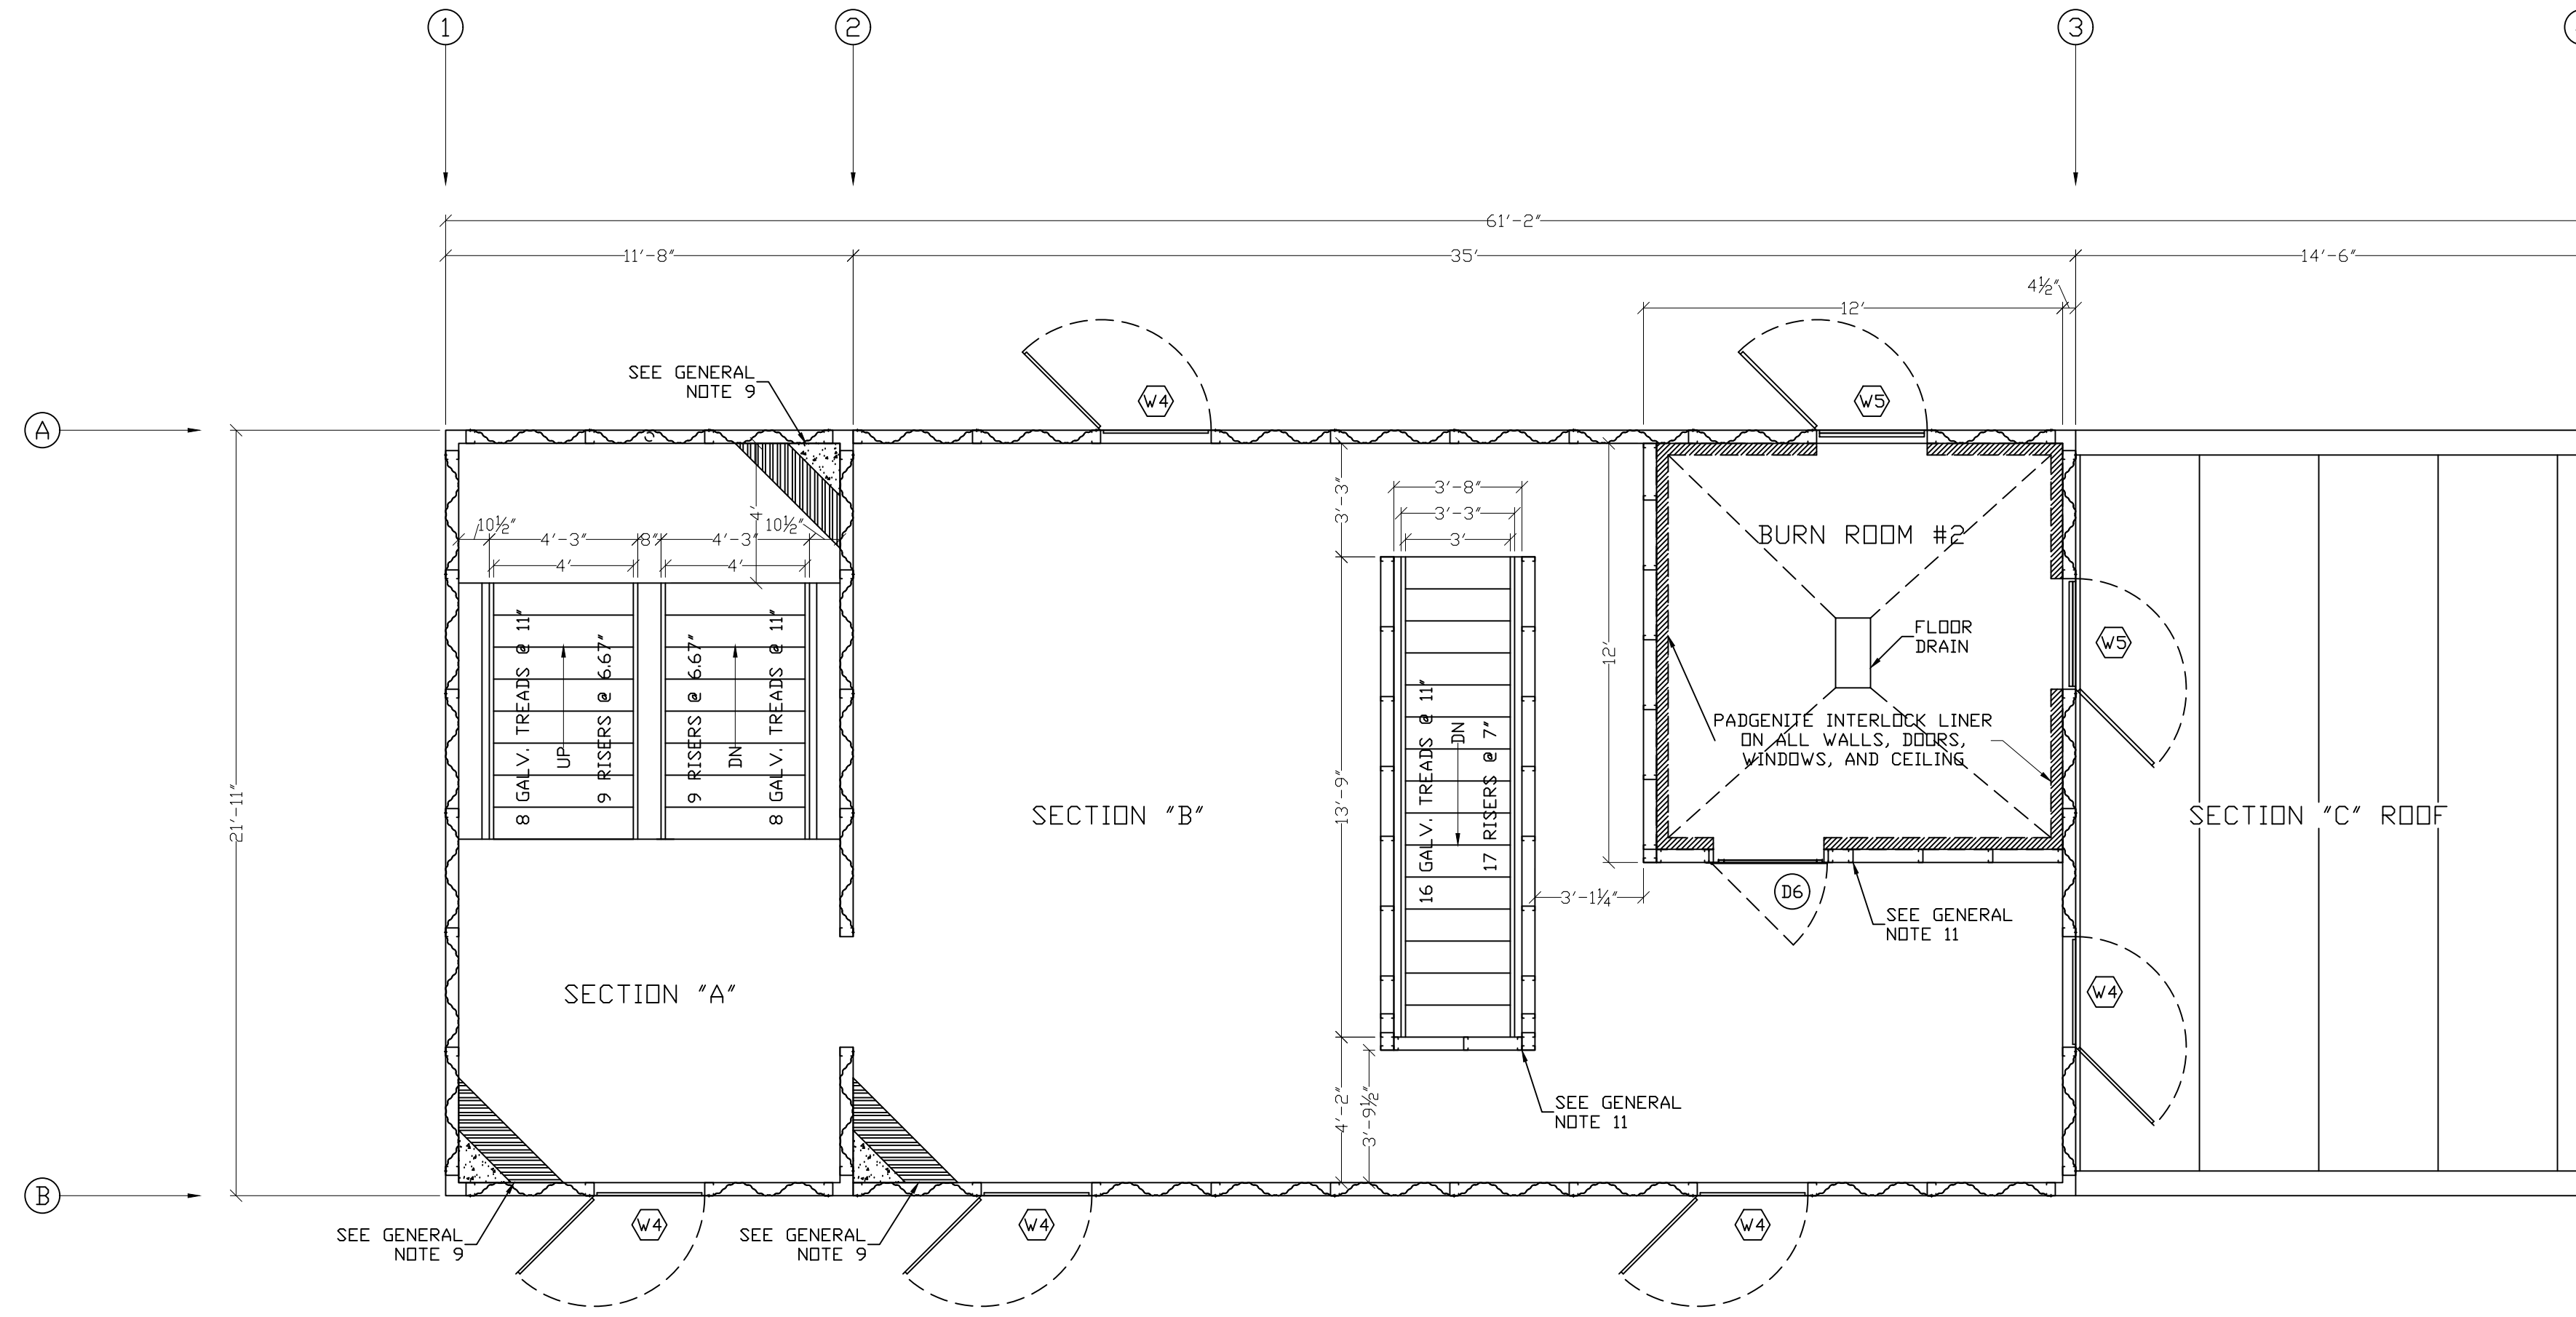 1
2
3
61'-2"
11'-8"
35'
14'-6"
4½"
12'
SEE GENERAL
NOTE 9
W4
W5
A
3'-3"
3'-8"
3'-3"
3'
4'
10½"
4'-3"
8"
4'-3"
10½"
4'
4'
BURN ROOM #2
FLOOR
DRAIN
W5
12'
8 GALV. TREADS @ 11"
UP
9 RISERS @ 6.67"
9 RISERS @ 6.67"
DN
8 GALV. TREADS @ 11"
16 GALV. TREADS @ 11"
DN
17 RISERS @ 7"
PADGENITE INTERLOCK LINER
ON ALL WALLS, DOORS,
WINDOWS, AND CEILING
21'-11"
13'-9"
SECTION "B"
SECTION "C" ROOF
3'-1¼"
D6
SEE GENERAL
NOTE 11
SECTION "A"
W4
4'-2"
3'-9½"
SEE GENERAL
NOTE 11
B
SEE GENERAL
NOTE 9
W4
SEE GENERAL
NOTE 9
W4
W4